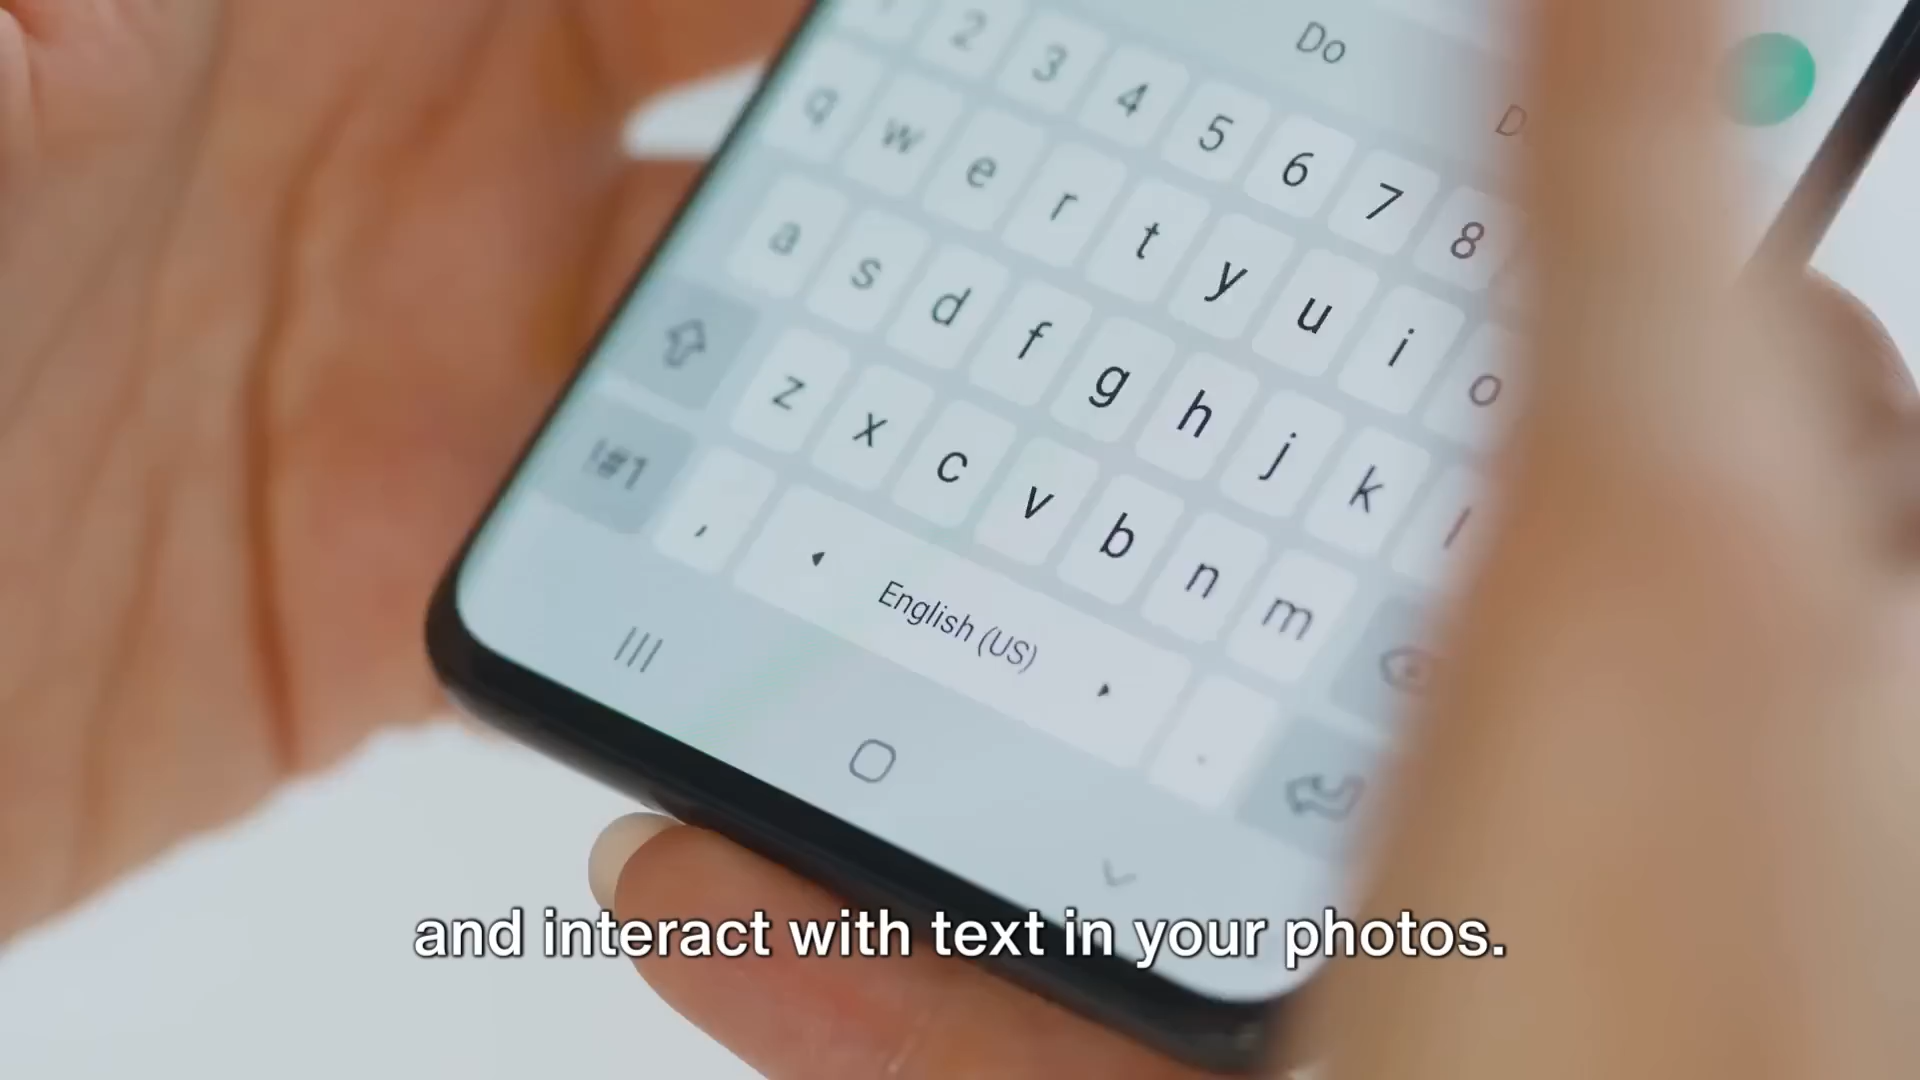 Do
2 3 4 5 6 7 8
q w e r t y u i o
a s d f g h j k l
z x c v b n m
!#1 , English (US) .
and interact with text in your photos.